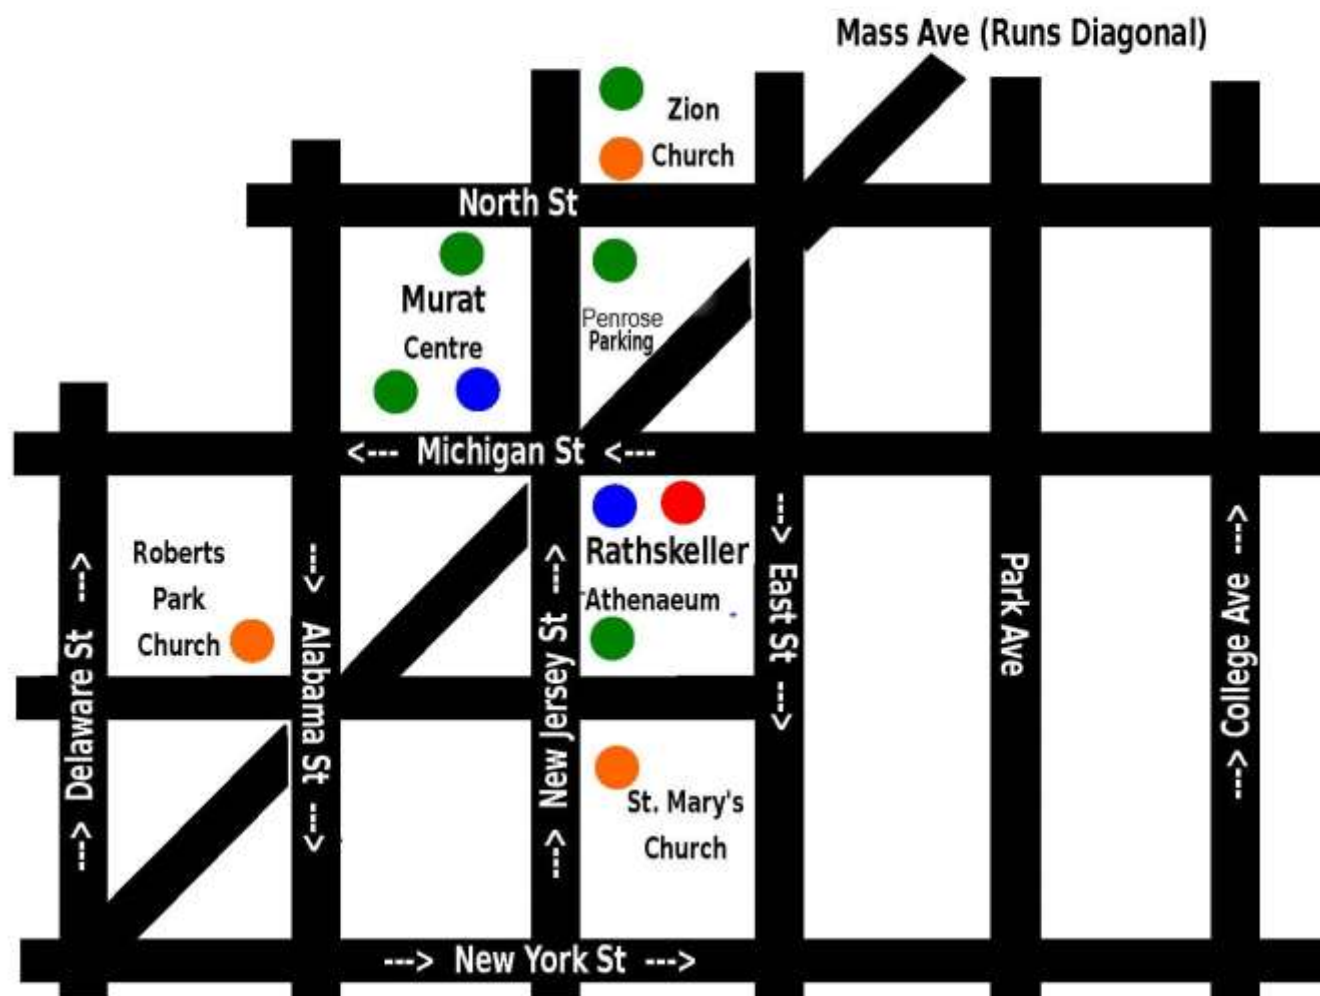 Mass Ave (Runs Diagonal)
Zion
Church
North St
Murat
Centre
Penrose
Parking
<--- Michigan St <---
Roberts
Park
Church
Rathskeller
Athenaeum
---> Delaware St --->
---> Alabama St --->
---> New Jersey St --->
---> East St --->
Park Ave
---> College Ave --->
St. Mary's
Church
---> New York St --->